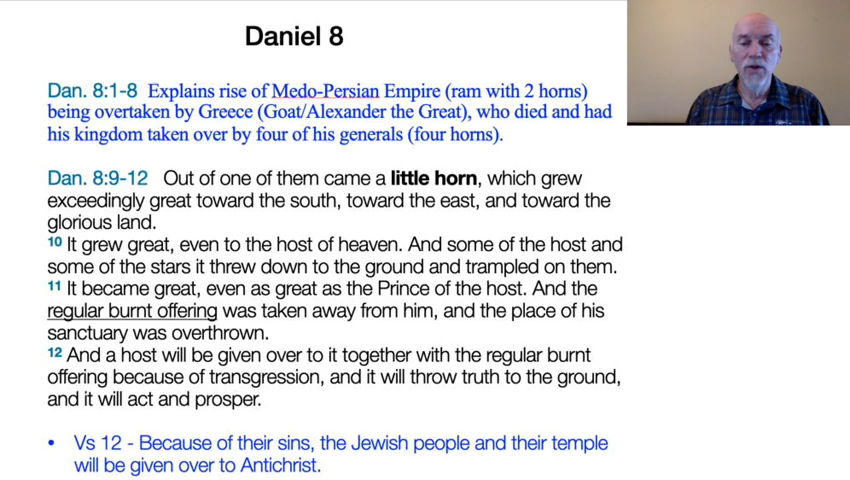 Daniel 8
Dan. 8:1-8 Explains rise of Medo-Persian Empire (ram with 2 horns)
being overtaken by Greece (Goat/Alexander the Great), who died and had
his kingdom taken over by four of his generals (four horns).
Dan. 8:9-12 Out of one of them came a little horn, which grew
exceedingly great toward the south, toward the east, and toward the
glorious land.
10 It grew great, even to the host of heaven. And some of the host and
some of the stars it threw down to the ground and trampled on them.
11 It became great, even as great as the Prince of the host. And the
regular burnt offering was taken away from him, and the place of his
sanctuary was overthrown.
12 And a host will be given over to it together with the regular burnt
offering because of transgression, and it will throw truth to the ground,
and it will act and prosper.
• Vs 12 - Because of their sins, the Jewish people and their temple
will be given over to Antichrist.